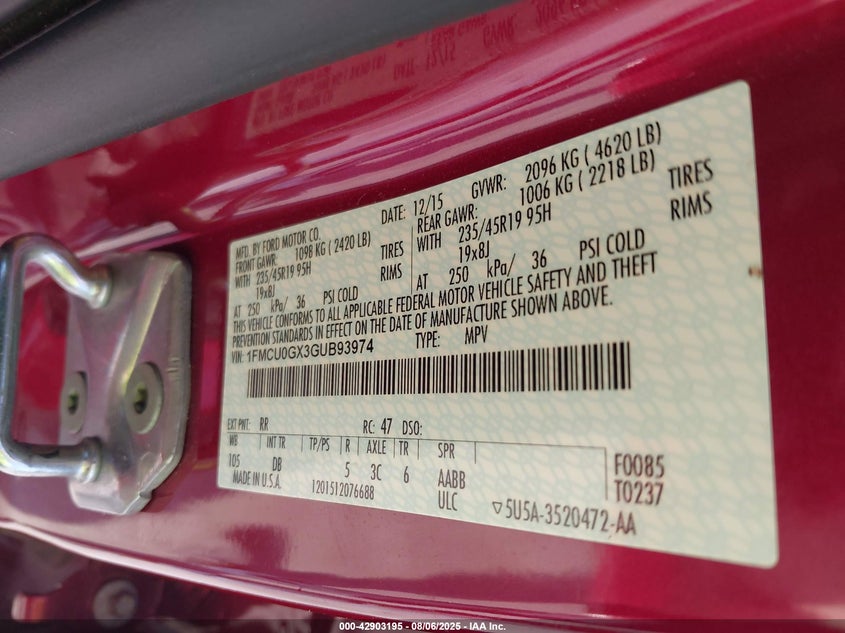 MFD. BY FORD MOTOR CO.
DATE: 12/15 GVWR: 2096 KG ( 4620 LB)
FRONT GAWR: 1098 KG ( 2420 LB) REAR GAWR: 1006 KG ( 2218 LB)
WITH 235/45R19 95H TIRES WITH 235/45R19 95H TIRES
19x8J RIMS 19x8J RIMS
AT 250 kPa/ 36 PSI COLD AT 250 kPa/ 36 PSI COLD
THIS VEHICLE CONFORMS TO ALL APPLICABLE FEDERAL MOTOR VEHICLE SAFETY AND THEFT
PREVENTION STANDARDS IN EFFECT ON THE DATE OF MANUFACTURE SHOWN ABOVE.
VIN: 1FMCU0GX3GUB93974 TYPE: MPV
EXT PNT: RR RC: 47 DSO:
WB INT TR TP/PS R AXLE TR SPR
105 DB 5 3C 6 AABB
ULC
F0085
T0237
MADE IN U.S.A. 1201512076688
5U5A-3520472-AA
000-42903195 - 08/06/2025 - IAA Inc.